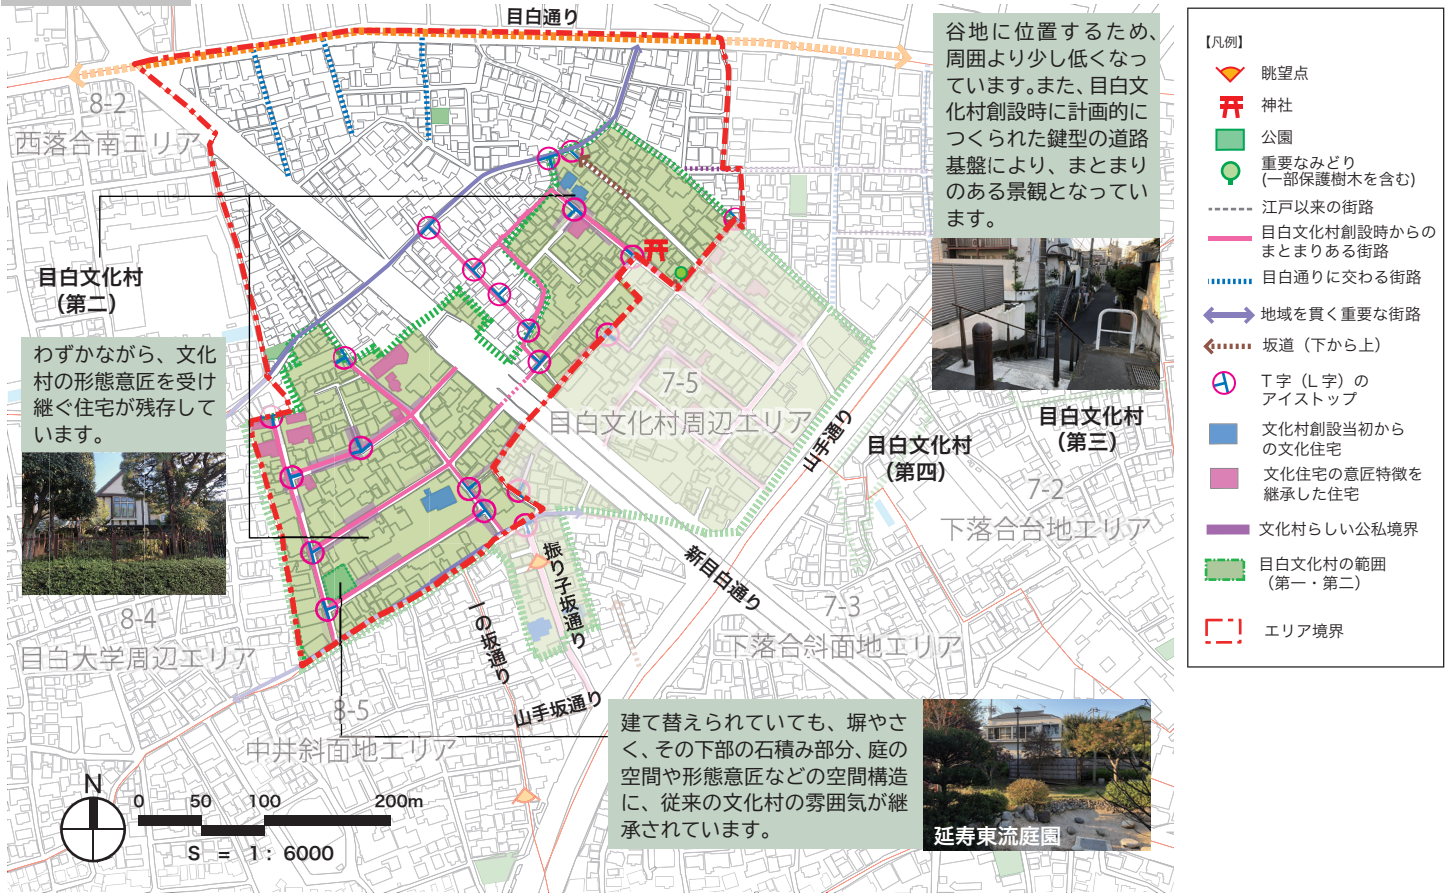 目白通り
谷地に位置するため、
周囲より少し低くなっ
ています。また、目白文
化村創設時に計画的に
つくられた鍵型の道路
基盤により、まとまり
のある景観となってい
ます。
【凡例】
眺望点
神社
公園
重要なみどり
(一部保護樹木を含む)
江戸以来の街路
目白文化村創設時からの
まとまりある街路
目白通りに交わる街路
地域を貫く重要な街路
坂道（下から上）
T字（L字）の
アイストップ
文化村創設当初から
の文化住宅
文化住宅の意匠特徴を
継承した住宅
文化村らしい公私境界
目白文化村の範囲
（第一・第二）
エリア境界
8-2
西落合南エリア
目白文化村
（第二）
わずかながら、文化
村の形態意匠を受け
継ぐ住宅が残存して
います。
7-5
目白文化村周辺エリア
山手通り
目白文化村
（第四）
目白文化村
（第三）
7-2
下落合台地エリア
新目白通り
7-3
下落合斜面地エリア
振り子坂通り
一の坂通り
山手坂通り
8-4
目白大学周辺エリア
8-5
中井斜面地エリア
建て替えられていても、塀やさ
く、その下部の石積み部分、庭の
空間や形態意匠などの空間構造
に、従来の文化村の雰囲気が継
承されています。
延寿東流庭園
N
0 50 100 200m
S = 1: 6000